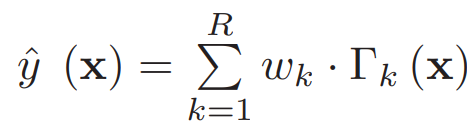 ŷ (𝐱) = ∑_{k=1}^{R} w_k · Γ_k (𝐱)